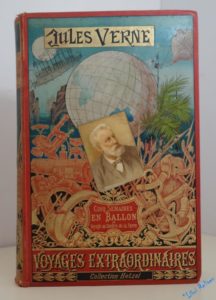 JULES VERNE
CINQ SEMAINES
EN BALLON
VOYAGES EXTRAORDINAIRES
Collection Hetzel